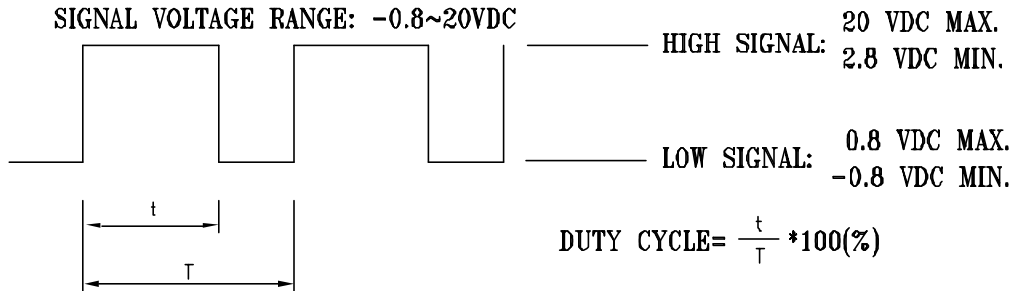 SIGNAL VOLTAGE RANGE: -0.8~20VDC
HIGH SIGNAL: 20 VDC MAX.
2.8 VDC MIN.
LOW SIGNAL: 0.8 VDC MAX.
-0.8 VDC MIN.
t
T
DUTY CYCLE= t/T *100(%)